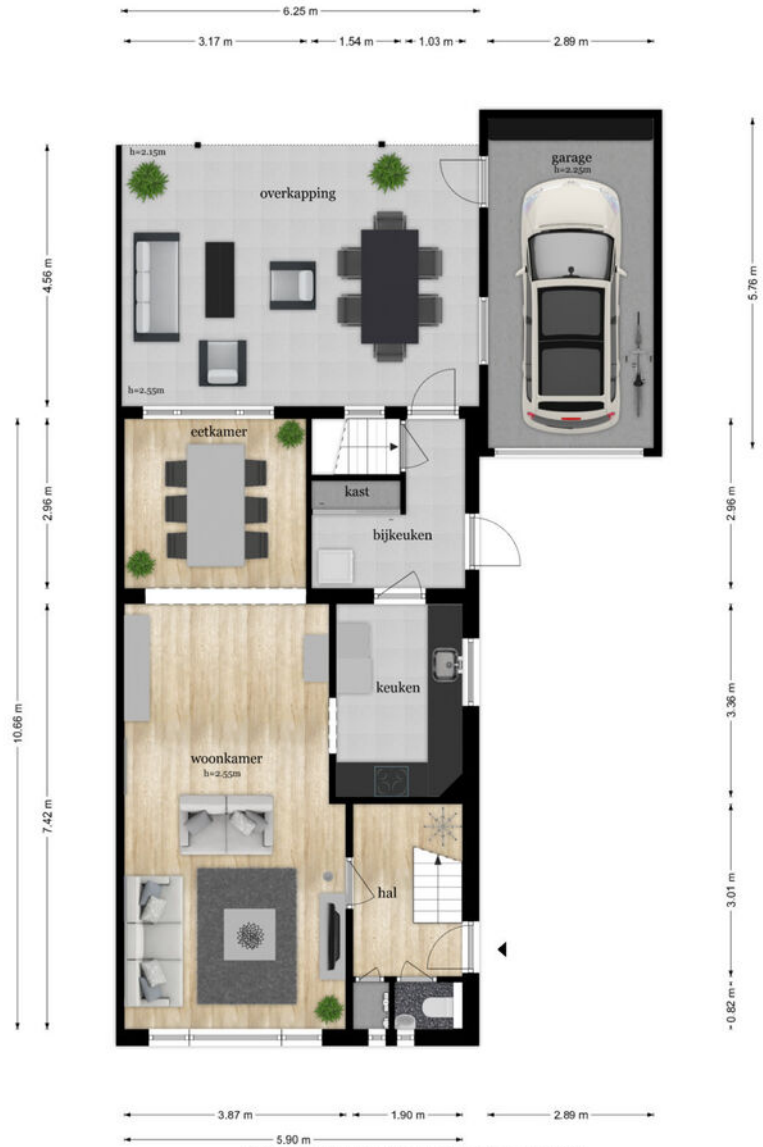 6.25 m
3.17 m
1.54 m
1.03 m
2.89 m
h=2.15m
overkapping
garage
h=2.25m
4.56 m
5.76 m
h=2.55m
eetkamer
kast
bijkeuken
2.96 m
2.96 m
10.66 m
keuken
3.36 m
woonkamer
h=2.55m
7.42 m
hal
3.01 m
0.82 m
3.87 m
1.90 m
2.89 m
5.90 m